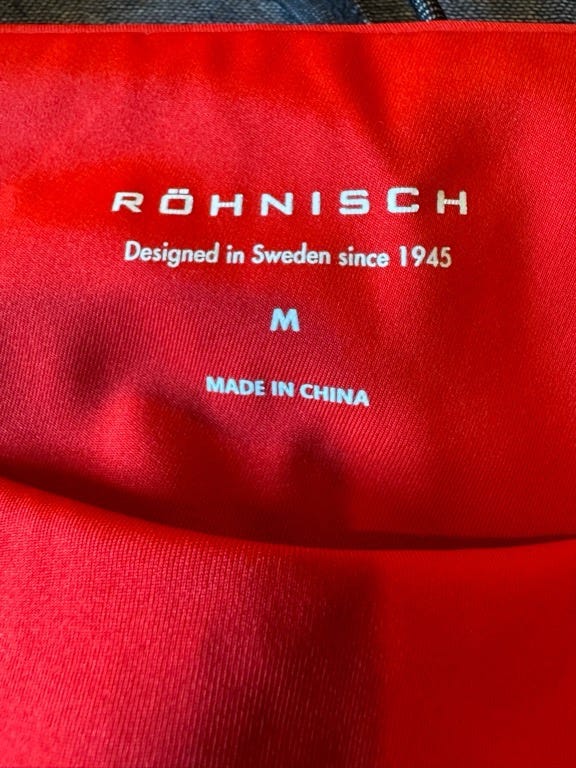 RÖHNISCH
Designed in Sweden since 1945
M
MADE IN CHINA